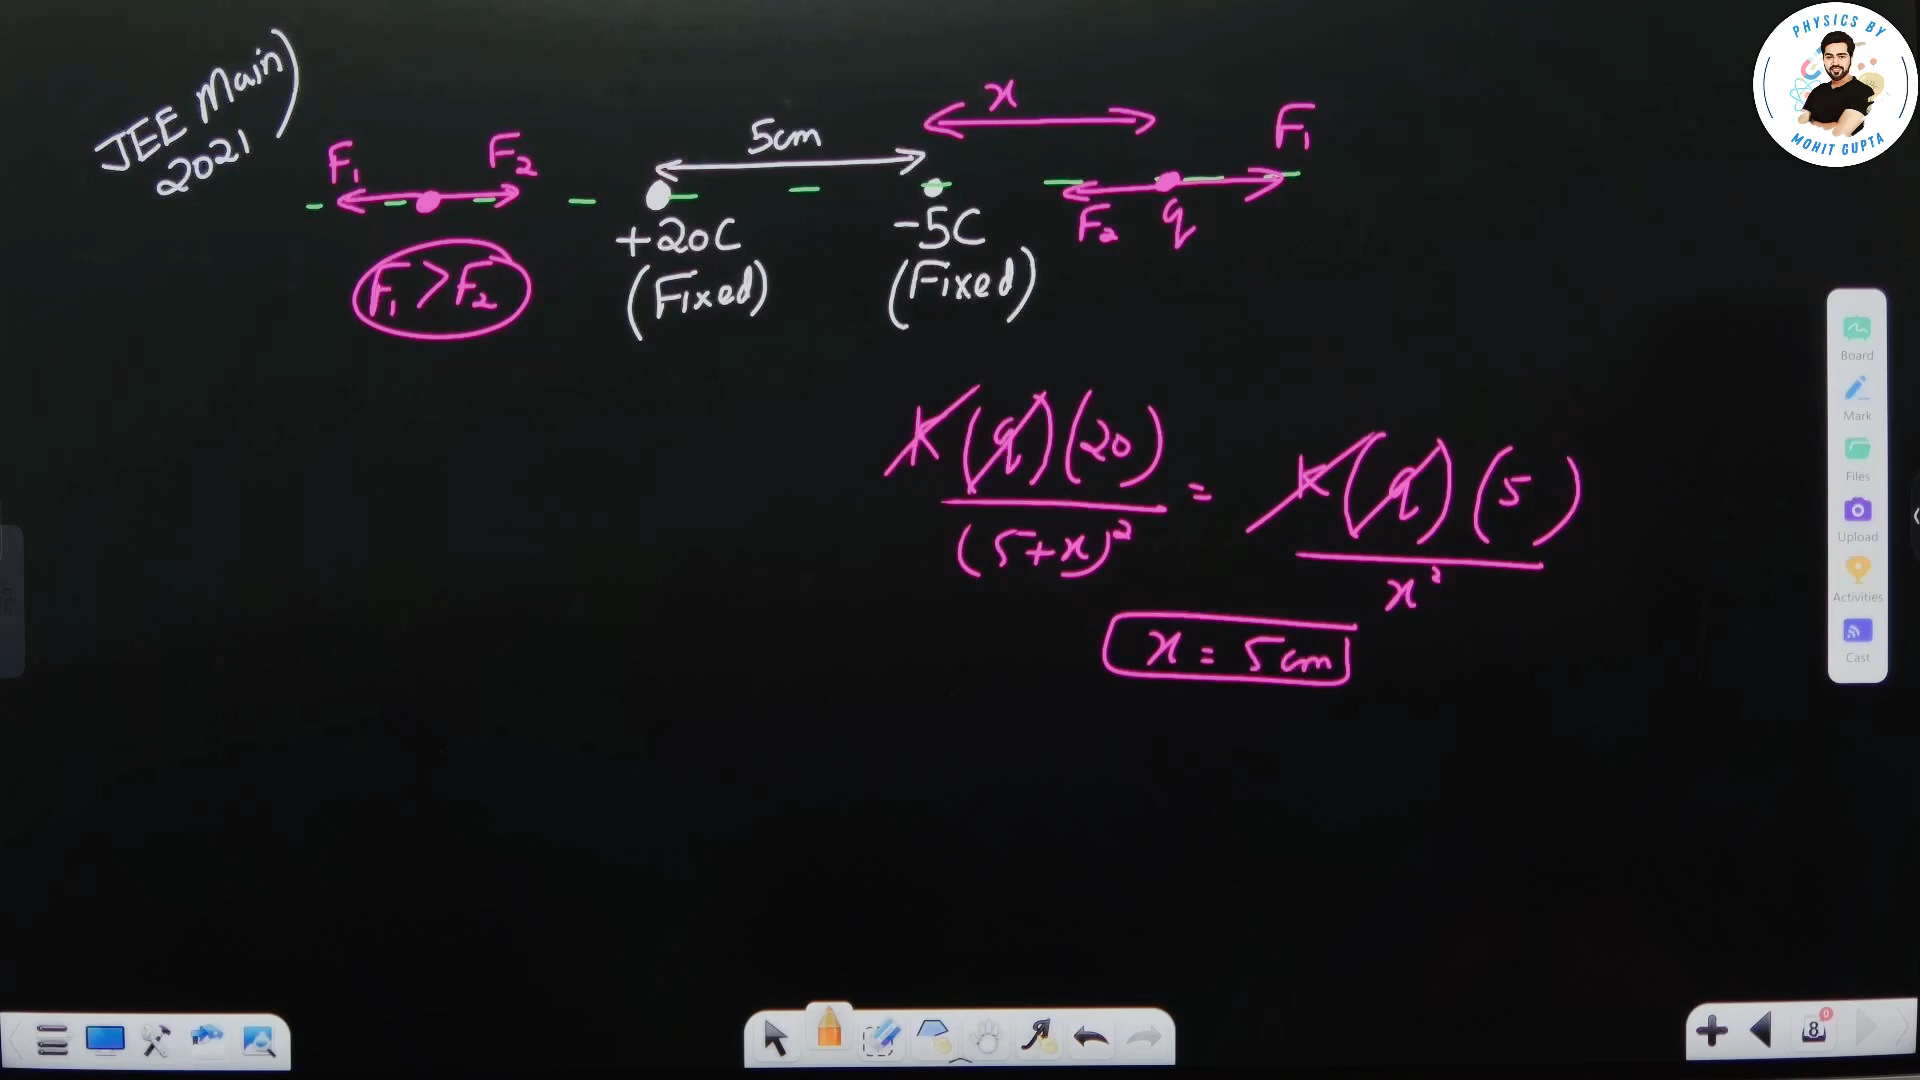 PHYSICS BY
MOHIT GUPTA
JEE Main)
2021
F₁ F₂
5cm
x
F₁
+20C
(Fixed)
-5C
(Fixed)
F₂ q
F₁ > F₂
K(q)(20) / (5+x)² = K(q)(5) / x²
x = 5cm
Board
Mark
Files
Upload
Activities
Cast
8
0